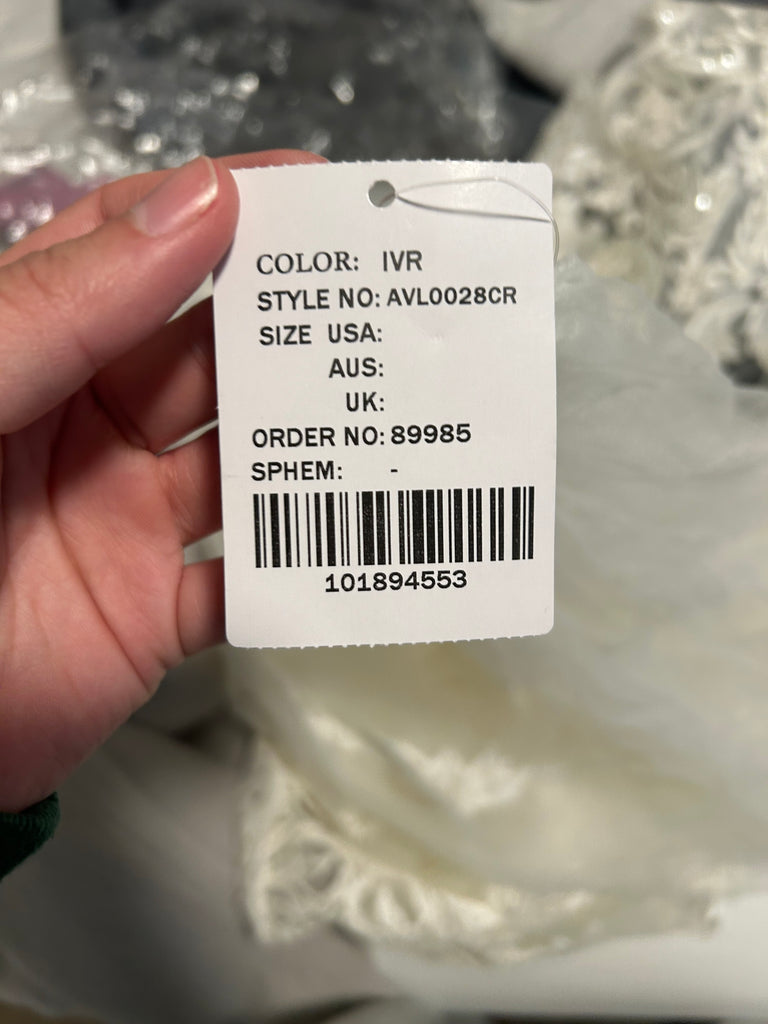 COLOR: IVR
STYLE NO: AVL0028CR
SIZE USA:
AUS:
UK:
ORDER NO: 89985
SPHEM: -
101894553